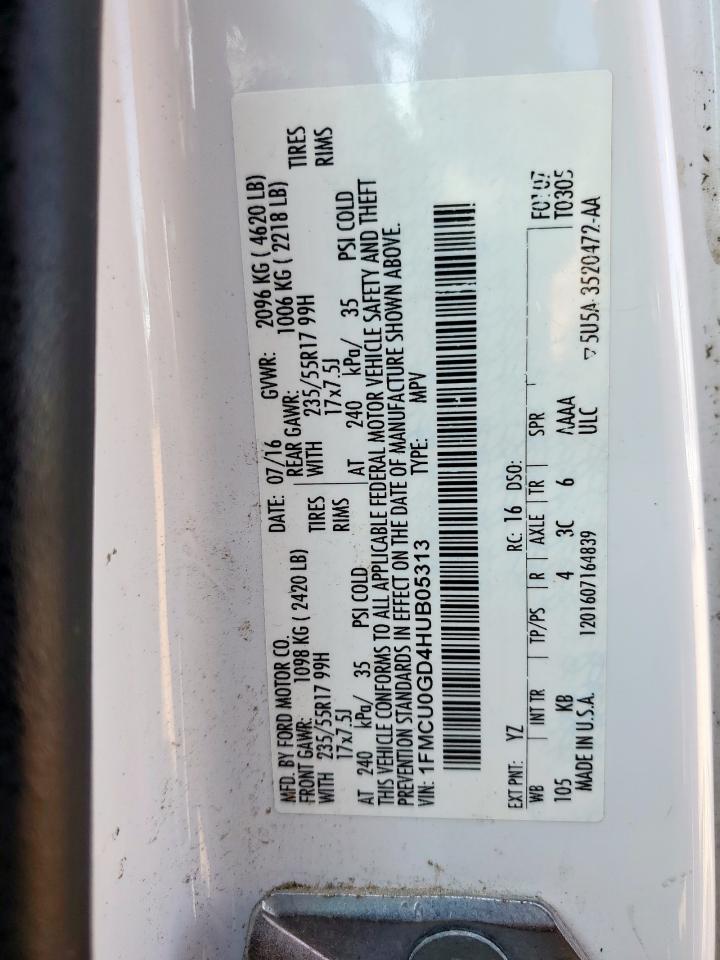 MFD. BY FORD MOTOR CO.
DATE: 07/16 GVWR: 2096 KG ( 4620 LB)
FRONT GAWR: 1098 KG ( 2420 LB) REAR GAWR: 1006 KG ( 2218 LB)
WITH 235/55R17 99H TIRES WITH 235/55R17 99H TIRES
17x7.5J RIMS 17x7.5J RIMS
AT 240 kPa/ 35 PSI COLD AT 240 kPa/ 35 PSI COLD
THIS VEHICLE CONFORMS TO ALL APPLICABLE FEDERAL MOTOR VEHICLE SAFETY AND THEFT
PREVENTION STANDARDS IN EFFECT ON THE DATE OF MANUFACTURE SHOWN ABOVE.
VIN: 1FMCU0GD4HUB05313 TYPE: MPV
EXT PNT: YZ RC: 16 DSO: F0107
WB INT TR TP/PS R AXLE TR SPR T0305
105 KB 4 3C 6 AAAA
MADE IN U.S.A. 1201607164839 ULC ▽5U5A-3520472-AA